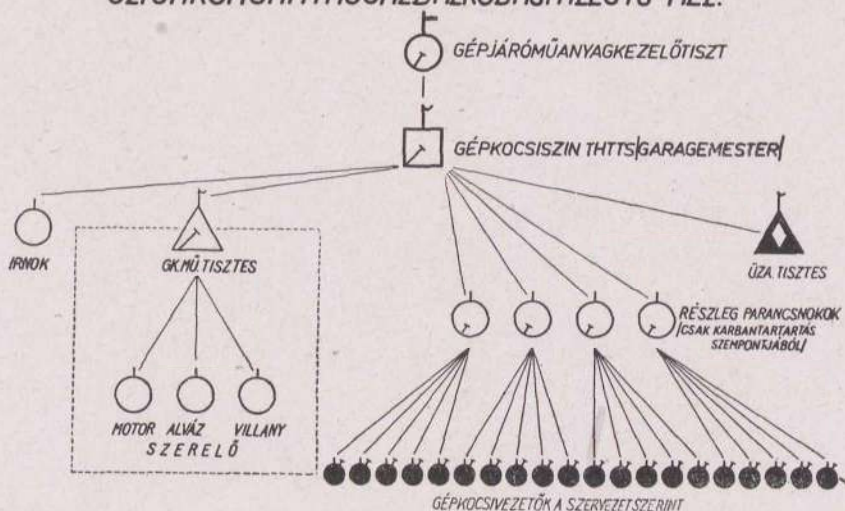 GÉPJÁRÓMŰANYAGKEZELŐTISZT
GÉPKOCSISZIN THTTS/GARAGEMESTER/
IRNOK
GK.MŰ.TISZTES
ÜZA.TISZTES
RÉSZLEG PARANCSNOKOK
/CSAK KARBANTARTARTÁS
SZEMPONTJÁBÓL/
MOTOR ALVÁZ VILLANY
SZERELŐ
GÉPKOCSIVEZETŐK A SZERVEZETSZERINT